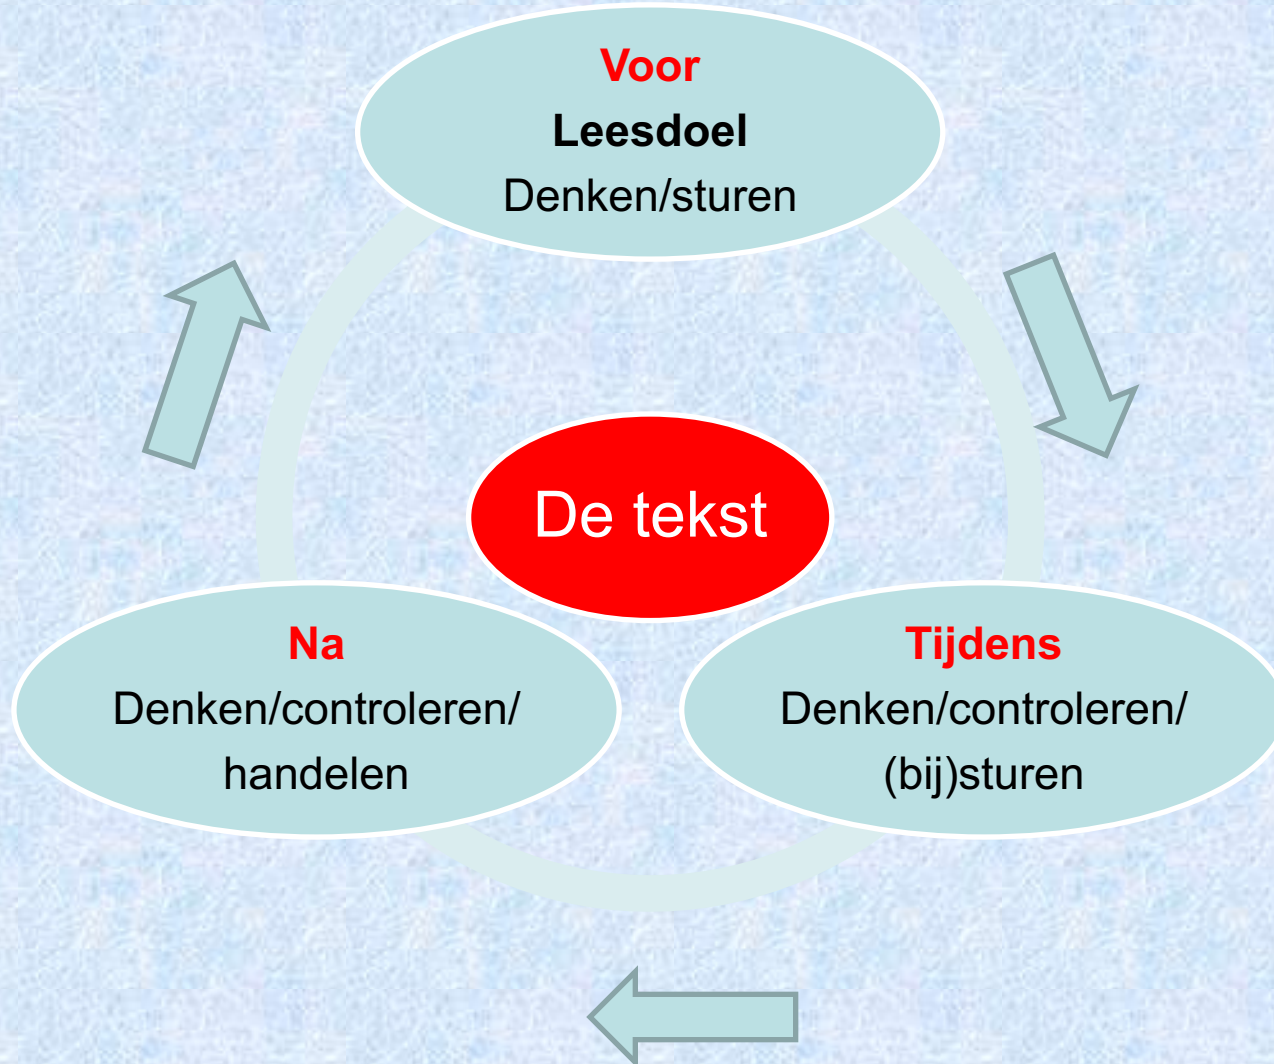 Voor
Leesdoel
Denken/sturen
De tekst
Na
Denken/controleren/
handelen
Tijdens
Denken/controleren/
(bij)sturen